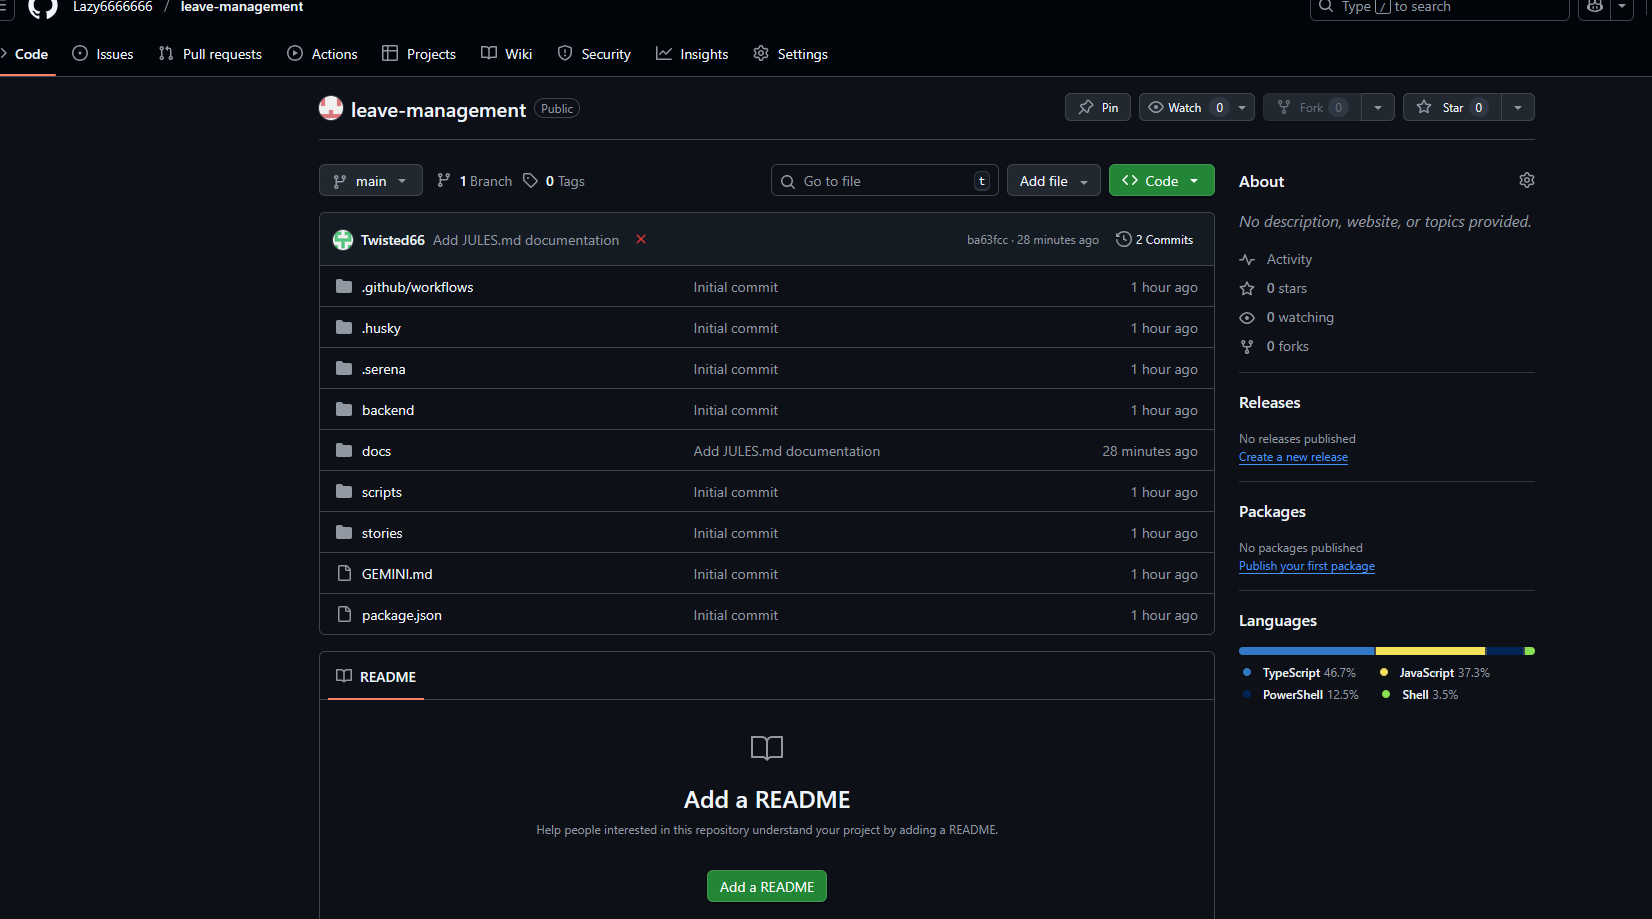 Lazy6666666 / leave-management
Type / to search
Code Issues Pull requests Actions Projects Wiki Security Insights Settings
leave-management Public
Pin Watch 0 Fork 0 Star 0
main 1 Branch 0 Tags Go to file t Add file Code
Twisted66 Add JULES.md documentation ba63fcc · 28 minutes ago 2 Commits
.github/workflows Initial commit 1 hour ago
.husky Initial commit 1 hour ago
.serena Initial commit 1 hour ago
backend Initial commit 1 hour ago
docs Add JULES.md documentation 28 minutes ago
scripts Initial commit 1 hour ago
stories Initial commit 1 hour ago
GEMINI.md Initial commit 1 hour ago
package.json Initial commit 1 hour ago
README
Add a README
Help people interested in this repository understand your project by adding a README.
Add a README
About
No description, website, or topics provided.
Activity
0 stars
0 watching
0 forks
Releases
No releases published
Create a new release
Packages
No packages published
Publish your first package
Languages
TypeScript 46.7% JavaScript 37.3%
PowerShell 12.5% Shell 3.5%